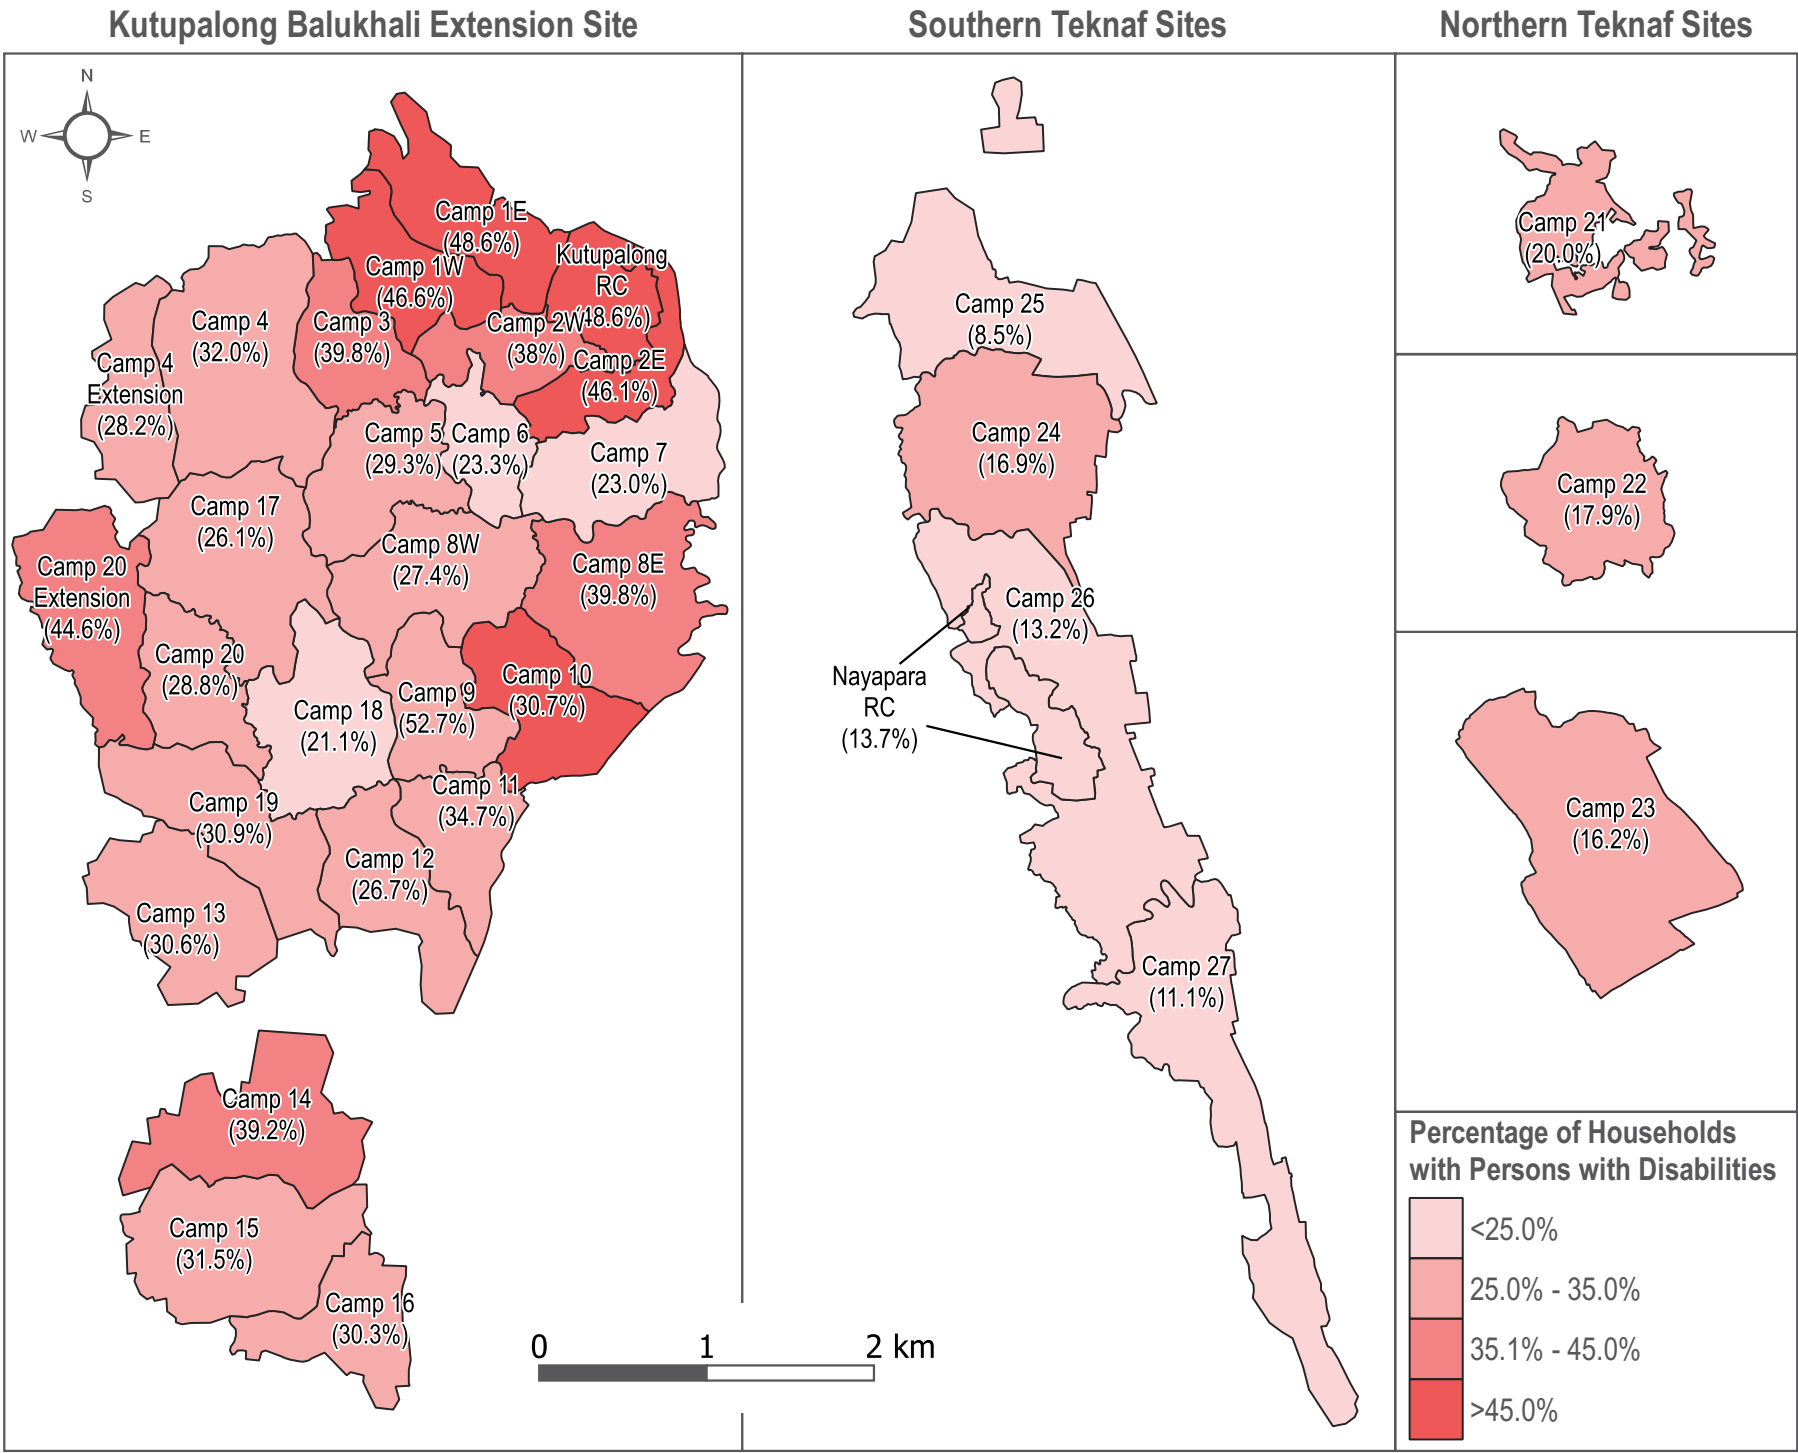 Kutupalong Balukhali Extension Site
Southern Teknaf Sites
Northern Teknaf Sites
N
W
E
S
Camp 1E
(48.6%)
Camp 1W
(46.6%)
Kutupalong
RC
(48.6%)
Camp 4
(32.0%)
Camp 3
(39.8%)
Camp 2W
(38%)
Camp 2E
(46.1%)
Camp 4
Extension
(28.2%)
Camp 5
(29.3%)
Camp 6
(23.3%)
Camp 7
(23.0%)
Camp 17
(26.1%)
Camp 8W
(27.4%)
Camp 8E
(39.8%)
Camp 20
Extension
(44.6%)
Camp 20
(28.8%)
Camp 18
(21.1%)
Camp 9
(52.7%)
Camp 10
(30.7%)
Camp 19
(30.9%)
Camp 11
(34.7%)
Camp 12
(26.7%)
Camp 13
(30.6%)
Camp 14
(39.2%)
Camp 15
(31.5%)
Camp 16
(30.3%)
0 1 2 km
Camp 25
(8.5%)
Camp 24
(16.9%)
Camp 26
(13.2%)
Nayapara
RC
(13.7%)
Camp 27
(11.1%)
Camp 21
(20.0%)
Camp 22
(17.9%)
Camp 23
(16.2%)
Percentage of Households
with Persons with Disabilities
<25.0%
25.0% - 35.0%
35.1% - 45.0%
>45.0%